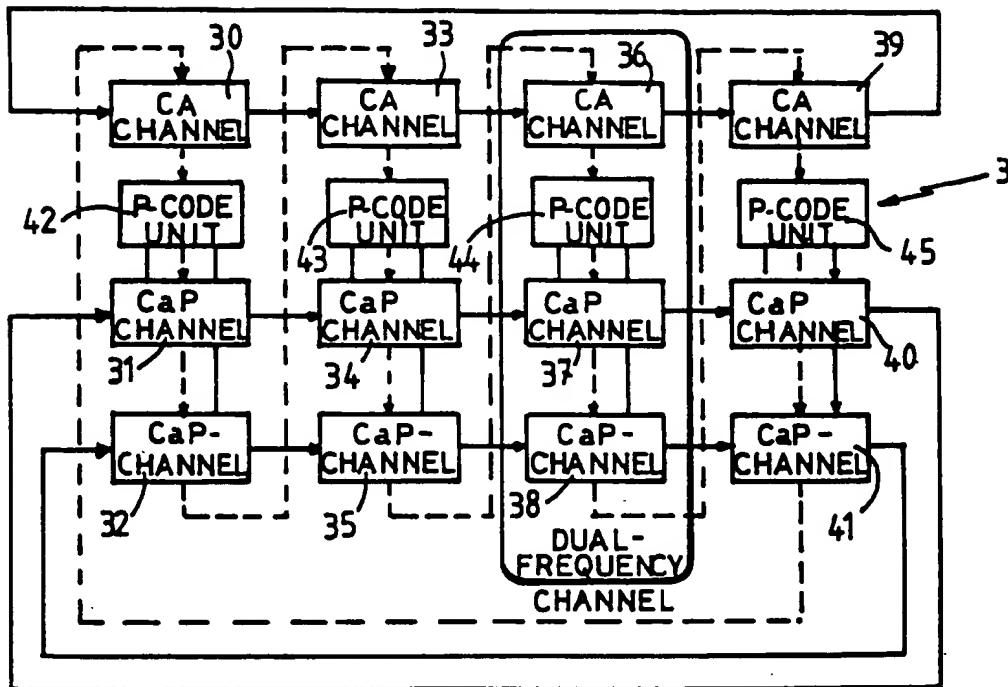 30
33
36
39
CA
CHANNEL
CA
CHANNEL
CA
CHANNEL
CA
CHANNEL
3
42
P-CODE
UNIT
43
P-CODE
UNIT
44
P-CODE
UNIT
P-CODE
UNIT
45
CaP
CHANNEL
CaP
CHANNEL
CaP
CHANNEL
CaP
CHANNEL
31
34
37
40
CaP-
CHANNEL
CaP-
CHANNEL
CaP-
CHANNEL
CaP-
CHANNEL
32
35
38
41
DUAL-
FREQUENCY
CHANNEL